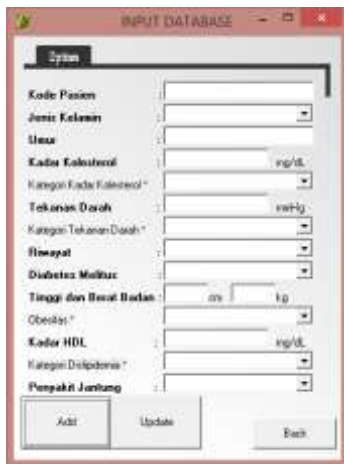 INPUT DATABASE
System
Kode Pasien :
Jenis Kelamin :
Umur :
Kadar Kolesterol : mg/dL
Kategori Kadar Kolesterol *
Tekanan Darah : mmHg
Kategori Tekanan Darah *
Riwayat :
Diabetes Melitus :
Tinggi dan Berat Badan : cm kg
Obesitas *
Kadar HDL : mg/dL
Kategori Dislipidemia *
Penyakit Jantung :
Add Update
Back